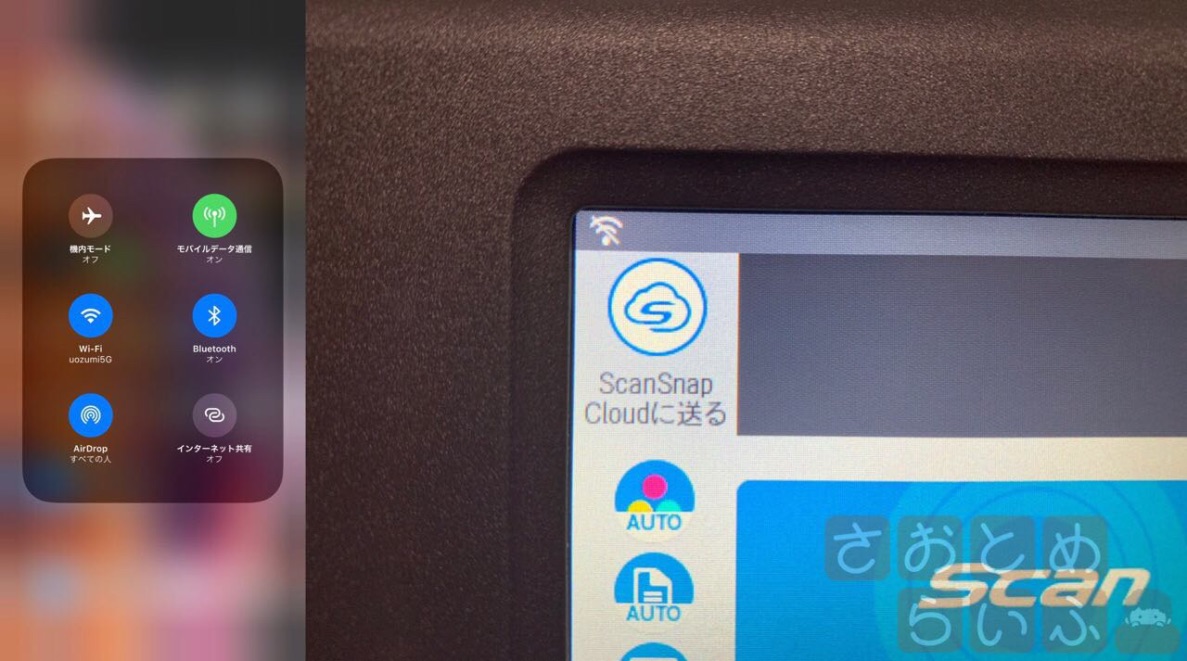 機内モード
オフ
モバイルデータ通信
オン
Wi-Fi
uozumi5G
Bluetooth
オン
AirDrop
すべての人
インターネット共有
オフ
ScanSnap
Cloudに送る
AUTO
AUTO
Scan
さおとめ
らいふ